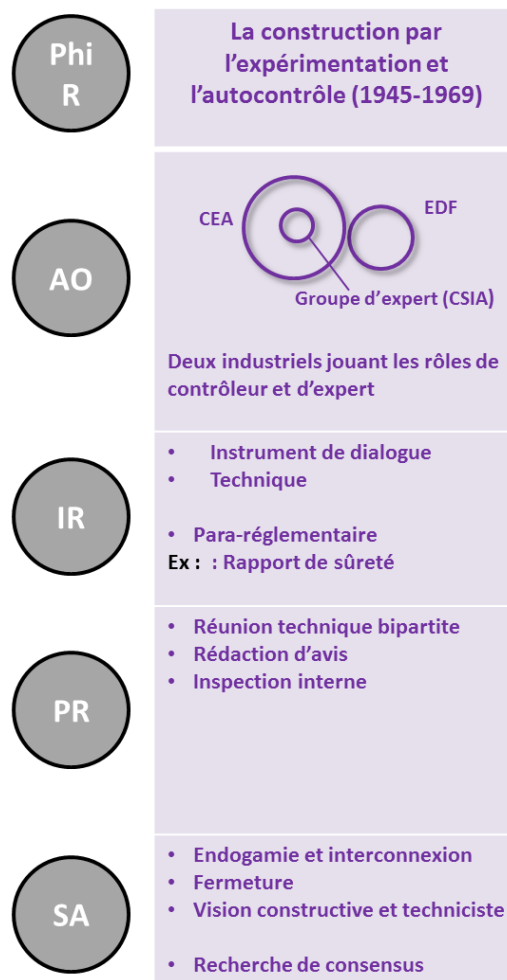 Phi
R
La construction par
l'expérimentation et
l'autocontrôle (1945-1969)
AO
CEA
EDF
Groupe d'expert (CSIA)
Deux industriels jouant les rôles de
contrôleur et d'expert
IR
• Instrument de dialogue
• Technique
• Para-réglementaire
Ex : : Rapport de sûreté
PR
• Réunion technique bipartite
• Rédaction d'avis
• Inspection interne
SA
• Endogamie et interconnexion
• Fermeture
• Vision constructive et techniciste
• Recherche de consensus